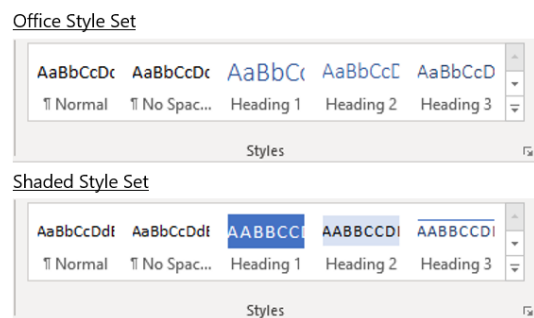 Office Style Set
AaBbCcDc AaBbCcDc AaBbCc AaBbCcD AaBbCcD
¶ Normal ¶ No Spac... Heading 1 Heading 2 Heading 3
Styles
Shaded Style Set
AaBbCcDdE AaBbCcDdE AABBCCD AABBCCDI AABBCCDI
¶ Normal ¶ No Spac... Heading 1 Heading 2 Heading 3
Styles